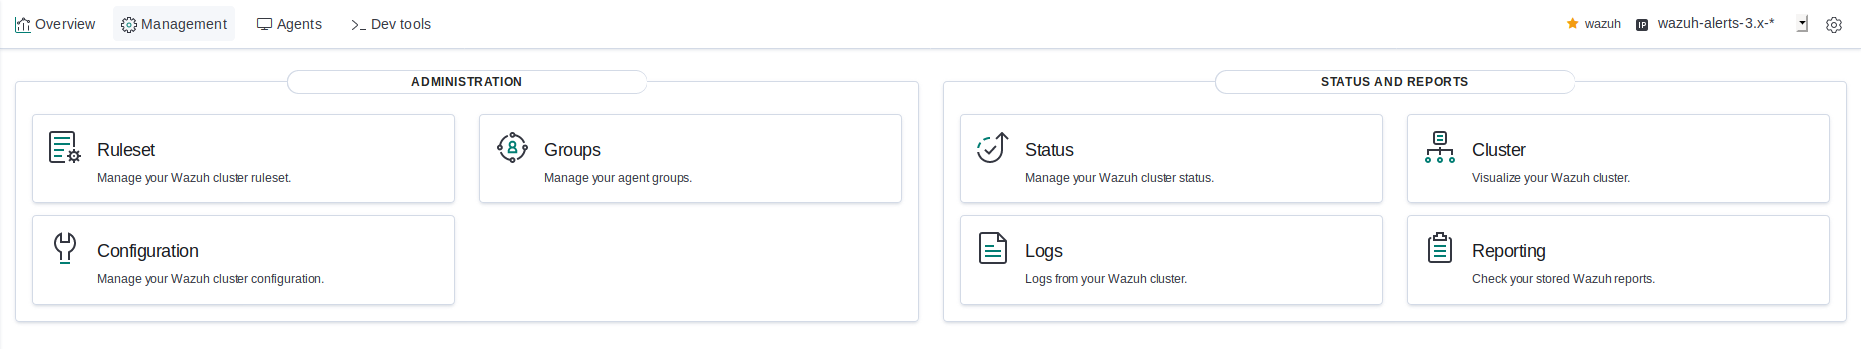 Overview Management Agents >_ Dev tools wazuh IP wazuh-alerts-3.x-*
ADMINISTRATION
Ruleset
Manage your Wazuh cluster ruleset.
Groups
Manage your agent groups.
Configuration
Manage your Wazuh cluster configuration.
STATUS AND REPORTS
Status
Manage your Wazuh cluster status.
Cluster
Visualize your Wazuh cluster.
Logs
Logs from your Wazuh cluster.
Reporting
Check your stored Wazuh reports.